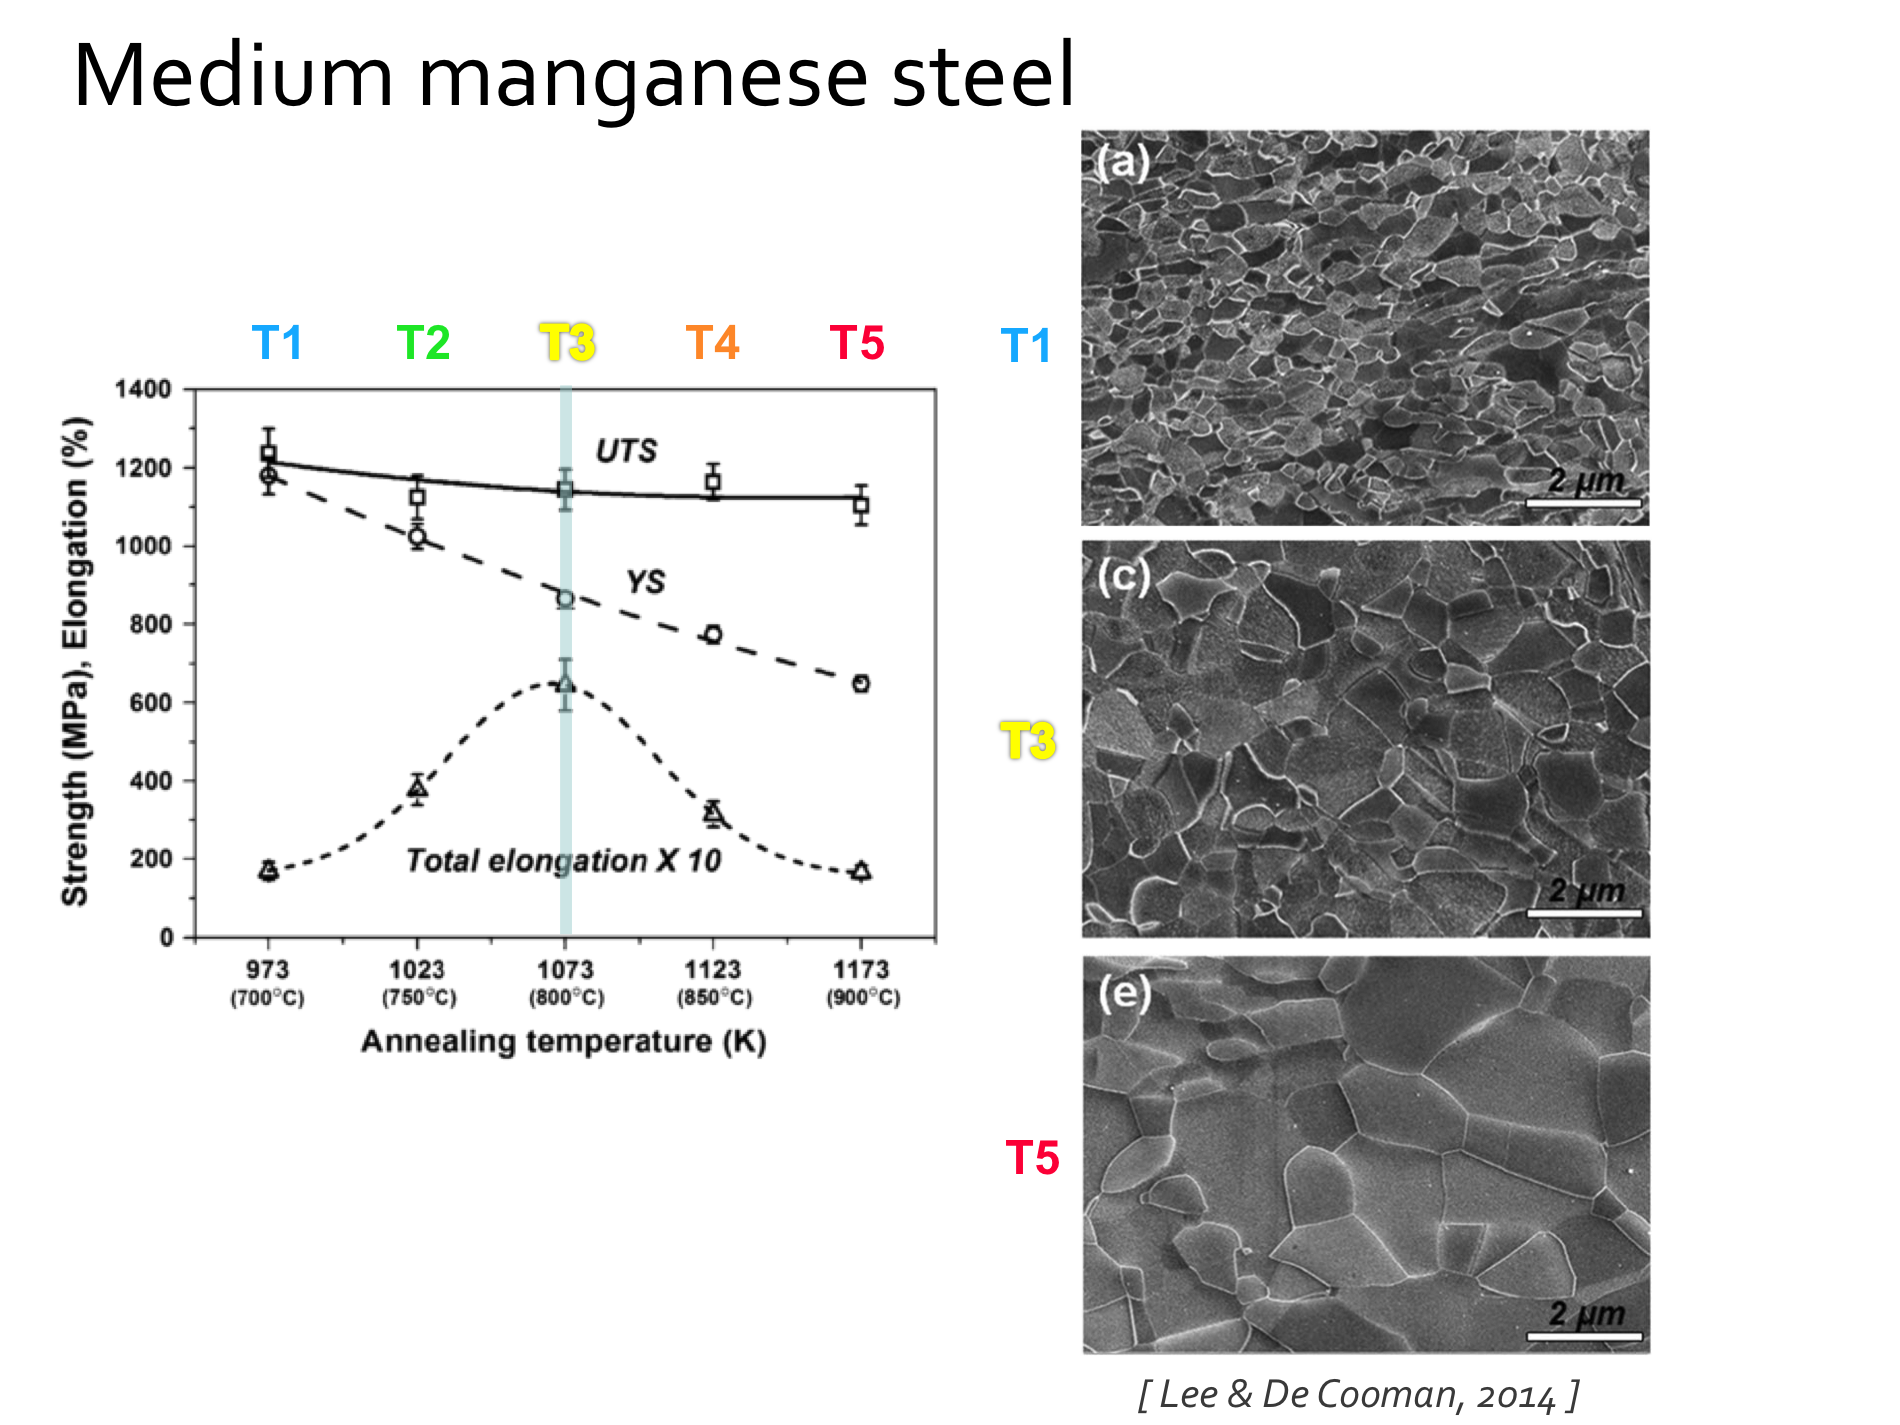 Medium manganese steel
T1 T2 T3 T4 T5
1400
1200
1000
800
600
400
200
0
Strength (MPa), Elongation (%)
UTS
YS
Total elongation X 10
973 1023 1073 1123 1173
(700°C) (750°C) (800°C) (850°C) (900°C)
Annealing temperature (K)
T1
(a)
2 μm
T3
(c)
2 μm
T5
(e)
2 μm
[ Lee & De Cooman, 2014 ]